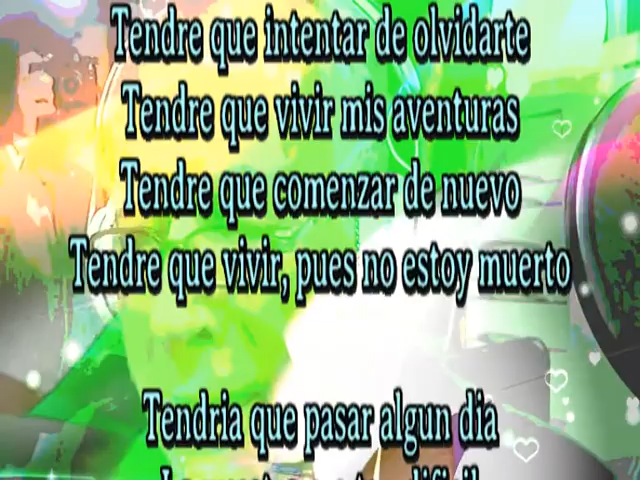 Tendre que intentar de olvidarte
Tendre que vivir mis aventuras
Tendre que comenzar de nuevo
Tendre que vivir, pues no estoy muerto
Tendria que pasar algun dia